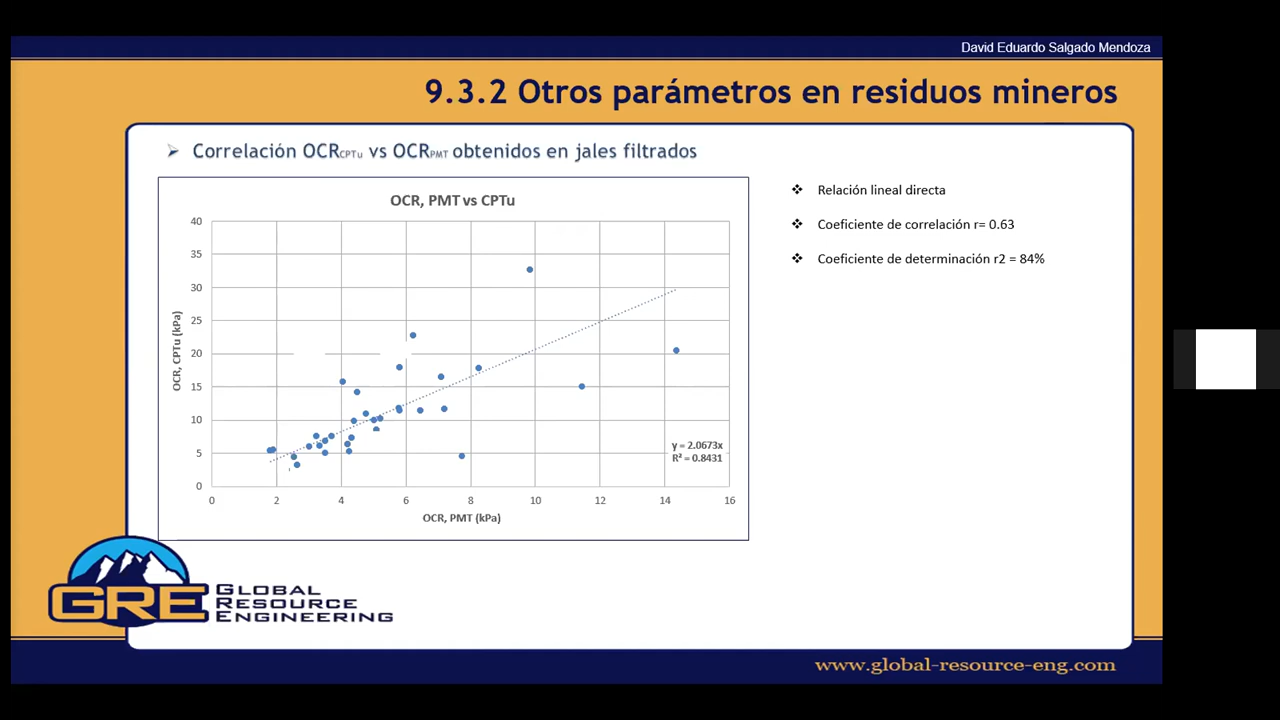 David Eduardo Salgado Mendoza
9.3.2 Otros parámetros en residuos mineros
➢ Correlación OCRCPTu vs OCRPMT obtenidos en jales filtrados
OCR, PMT vs CPTu
40
35
30
25
20
15
10
5
0
OCR, CPTu (kPa)
y = 2.0673x
R² = 0.8431
0 2 4 6 8 10 12 14 16
OCR, PMT (kPa)
❖ Relación lineal directa
❖ Coeficiente de correlación r= 0.63
❖ Coeficiente de determinación r2 = 84%
GRE
GLOBAL
RESOURCE
ENGINEERING
www.global-resource-eng.com